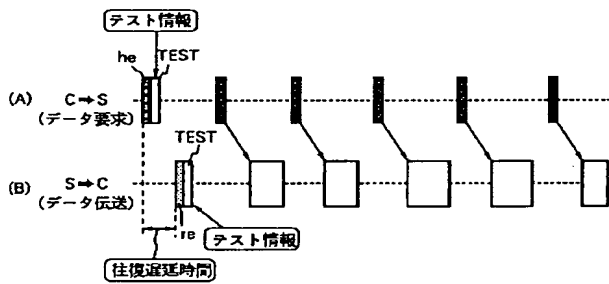 テスト情報
he
TEST
(A) C➡S
(データ要求)
TEST
(B) S➡C
(データ伝送)
re
テスト情報
往復遅延時間